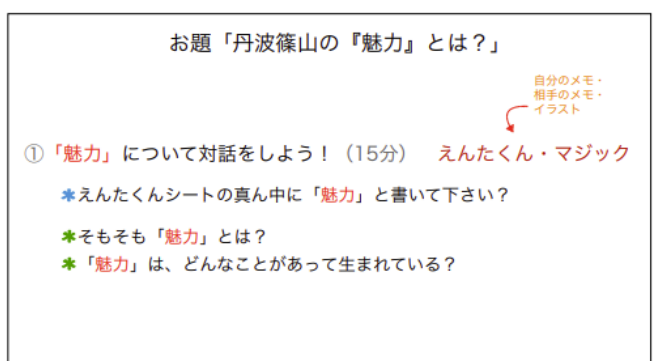 お題「丹波篠山の『魅力』とは？」
自分のメモ・
相手のメモ・
イラスト
①「魅力」について対話をしよう！（15分） えんたくん・マジック
＊えんたくんシートの真ん中に「魅力」と書いて下さい？
＊そもそも「魅力」とは？
＊「魅力」は、どんなことがあって生まれている？